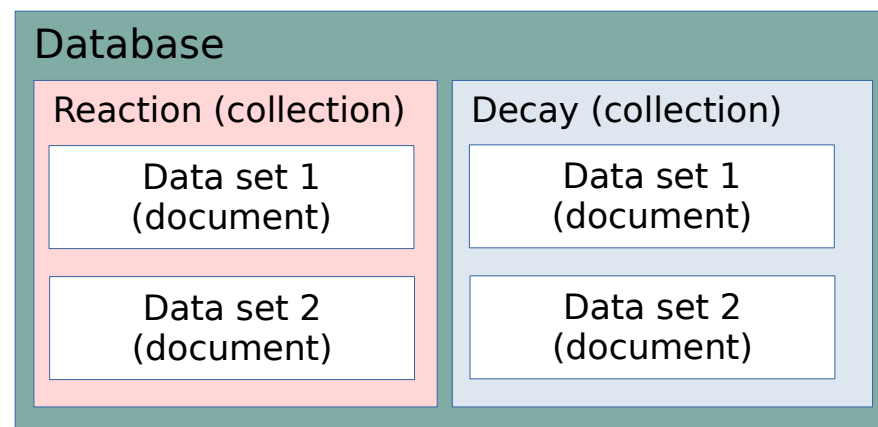 Database
Reaction (collection)
Data set 1
(document)
Data set 2
(document)
Decay (collection)
Data set 1
(document)
Data set 2
(document)